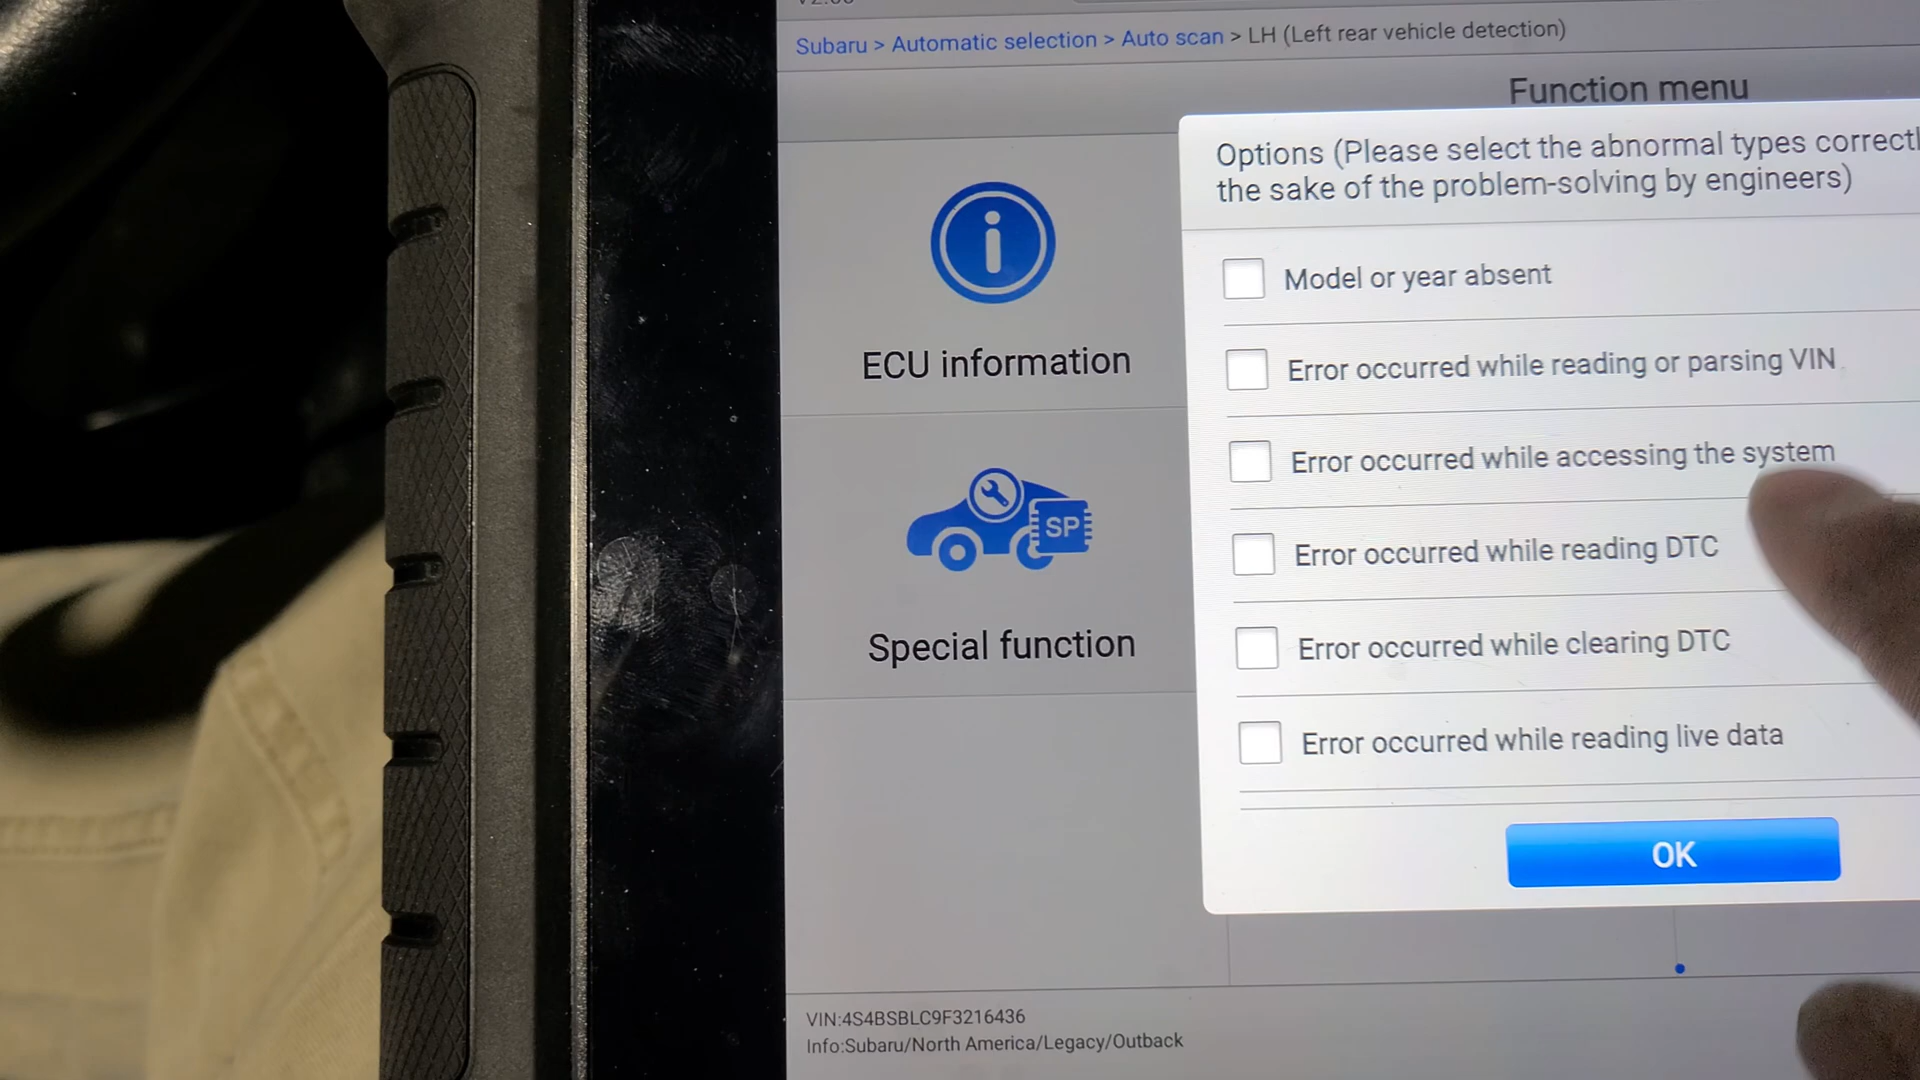 V2.00
Subaru > Automatic selection > Auto scan > LH (Left rear vehicle detection)
Function menu
Options (Please select the abnormal types correctl
the sake of the problem-solving by engineers)
Model or year absent
Error occurred while reading or parsing VIN
Error occurred while accessing the system
Error occurred while reading DTC
Error occurred while clearing DTC
Error occurred while reading live data
OK
ECU information
SP
Special function
VIN:4S4BSBLC9F3216436
Info:Subaru/North America/Legacy/Outback